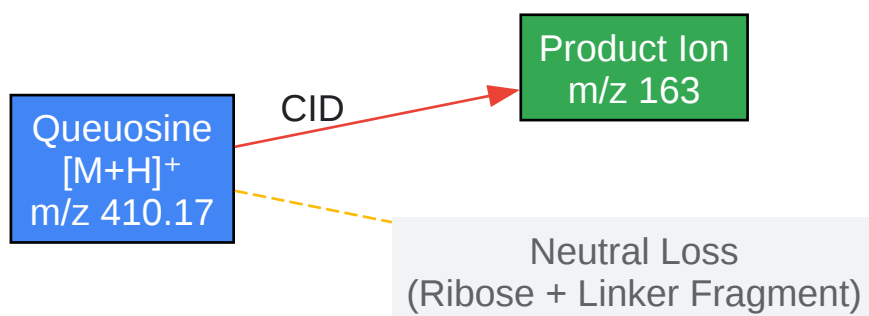 Queuosine
[M+H]⁺
m/z 410.17
CID
Product Ion
m/z 163
Neutral Loss
(Ribose + Linker Fragment)